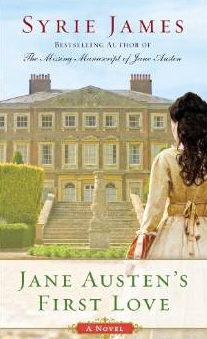 SYRIE JAMES
BESTSELLING AUTHOR OF
The Missing Manuscript of Jane Austen
JANE AUSTEN'S
FIRST LOVE
A NOVEL